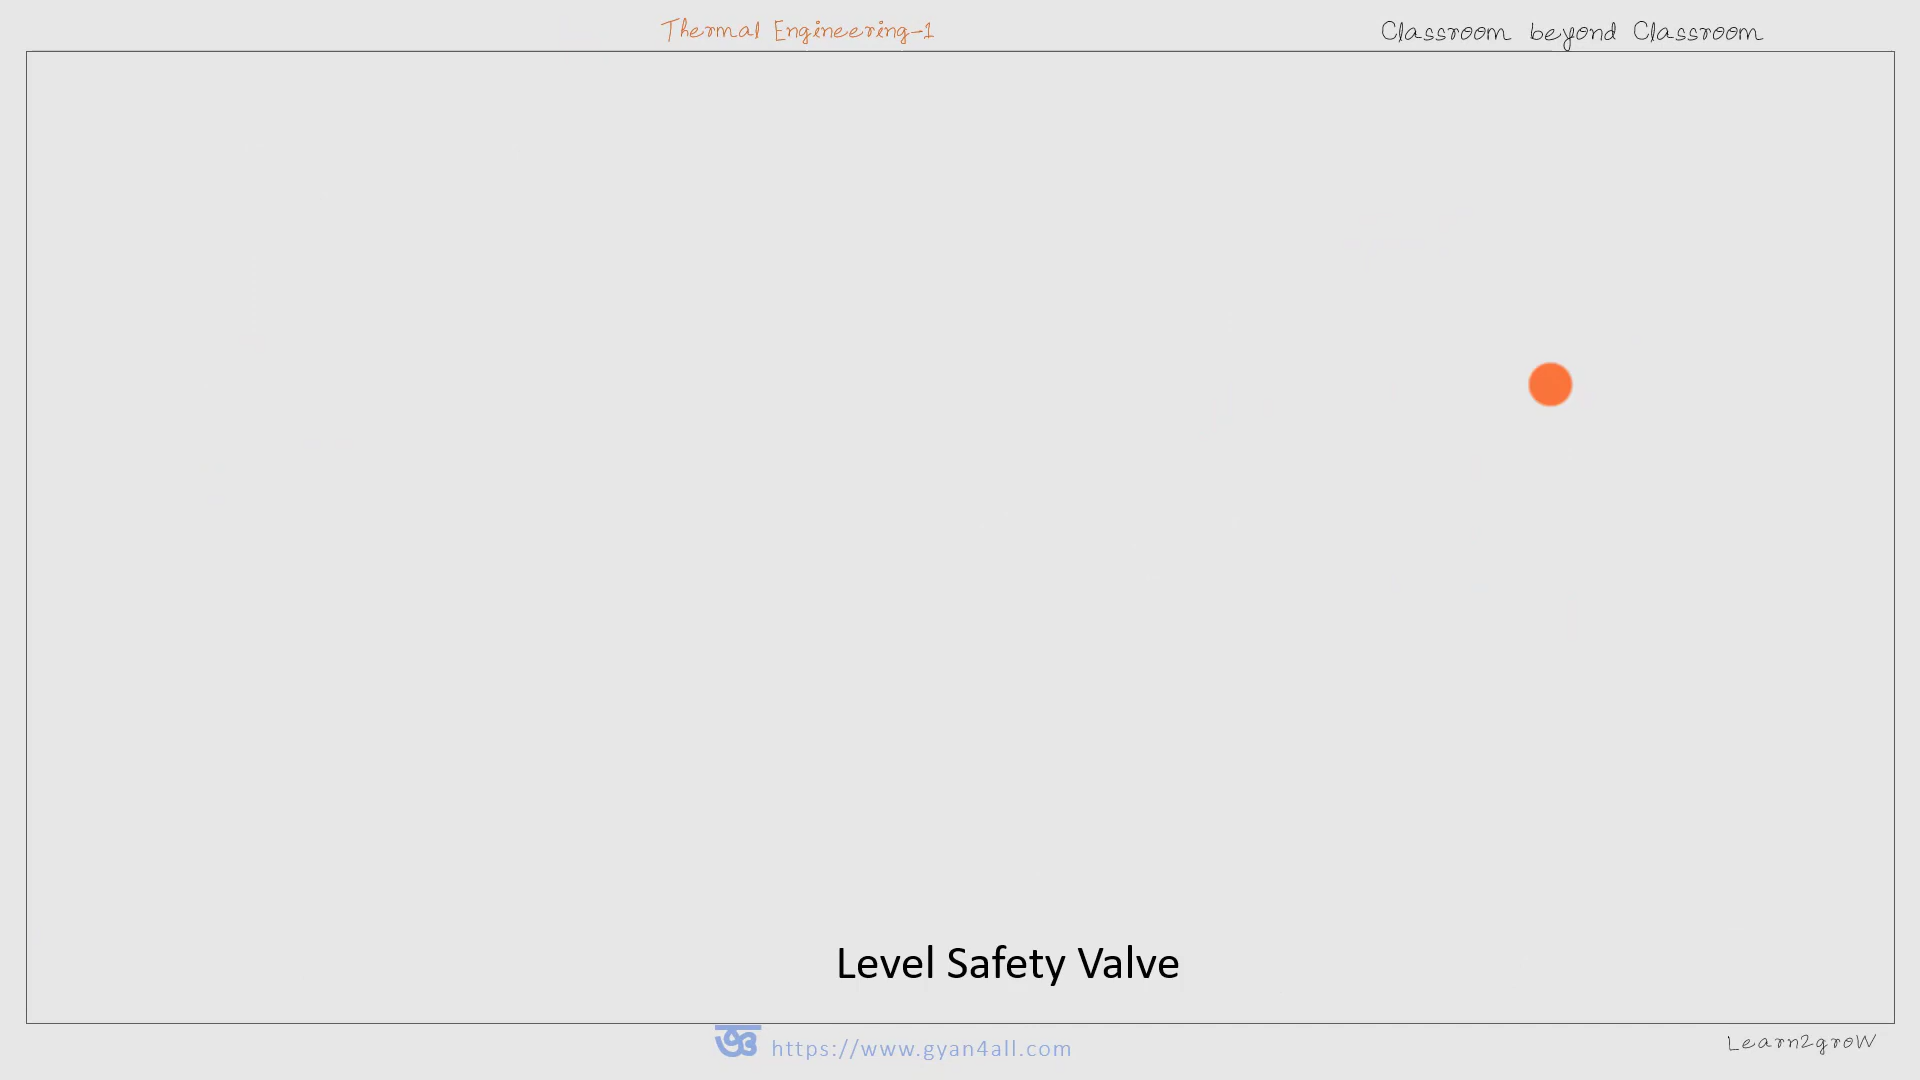 Thermal Engineering-1
Classroom beyond Classroom
Level Safety Valve
https://www.gyan4all.com
Learn2groW